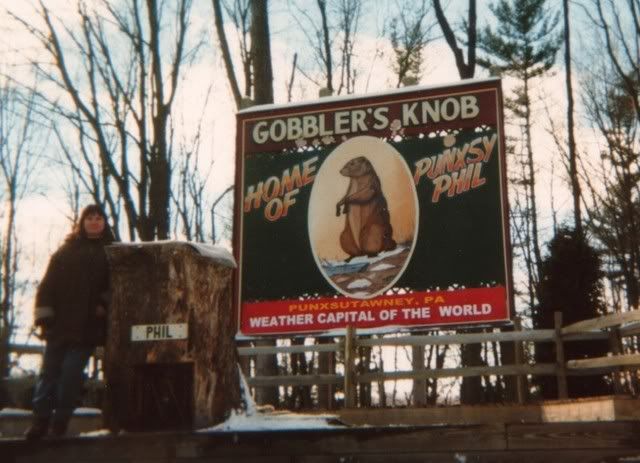 GOBBLER'S KNOB
HOME OF
PUNXSY PHIL
PUNXSUTAWNEY, PA
WEATHER CAPITAL OF THE WORLD
PHIL